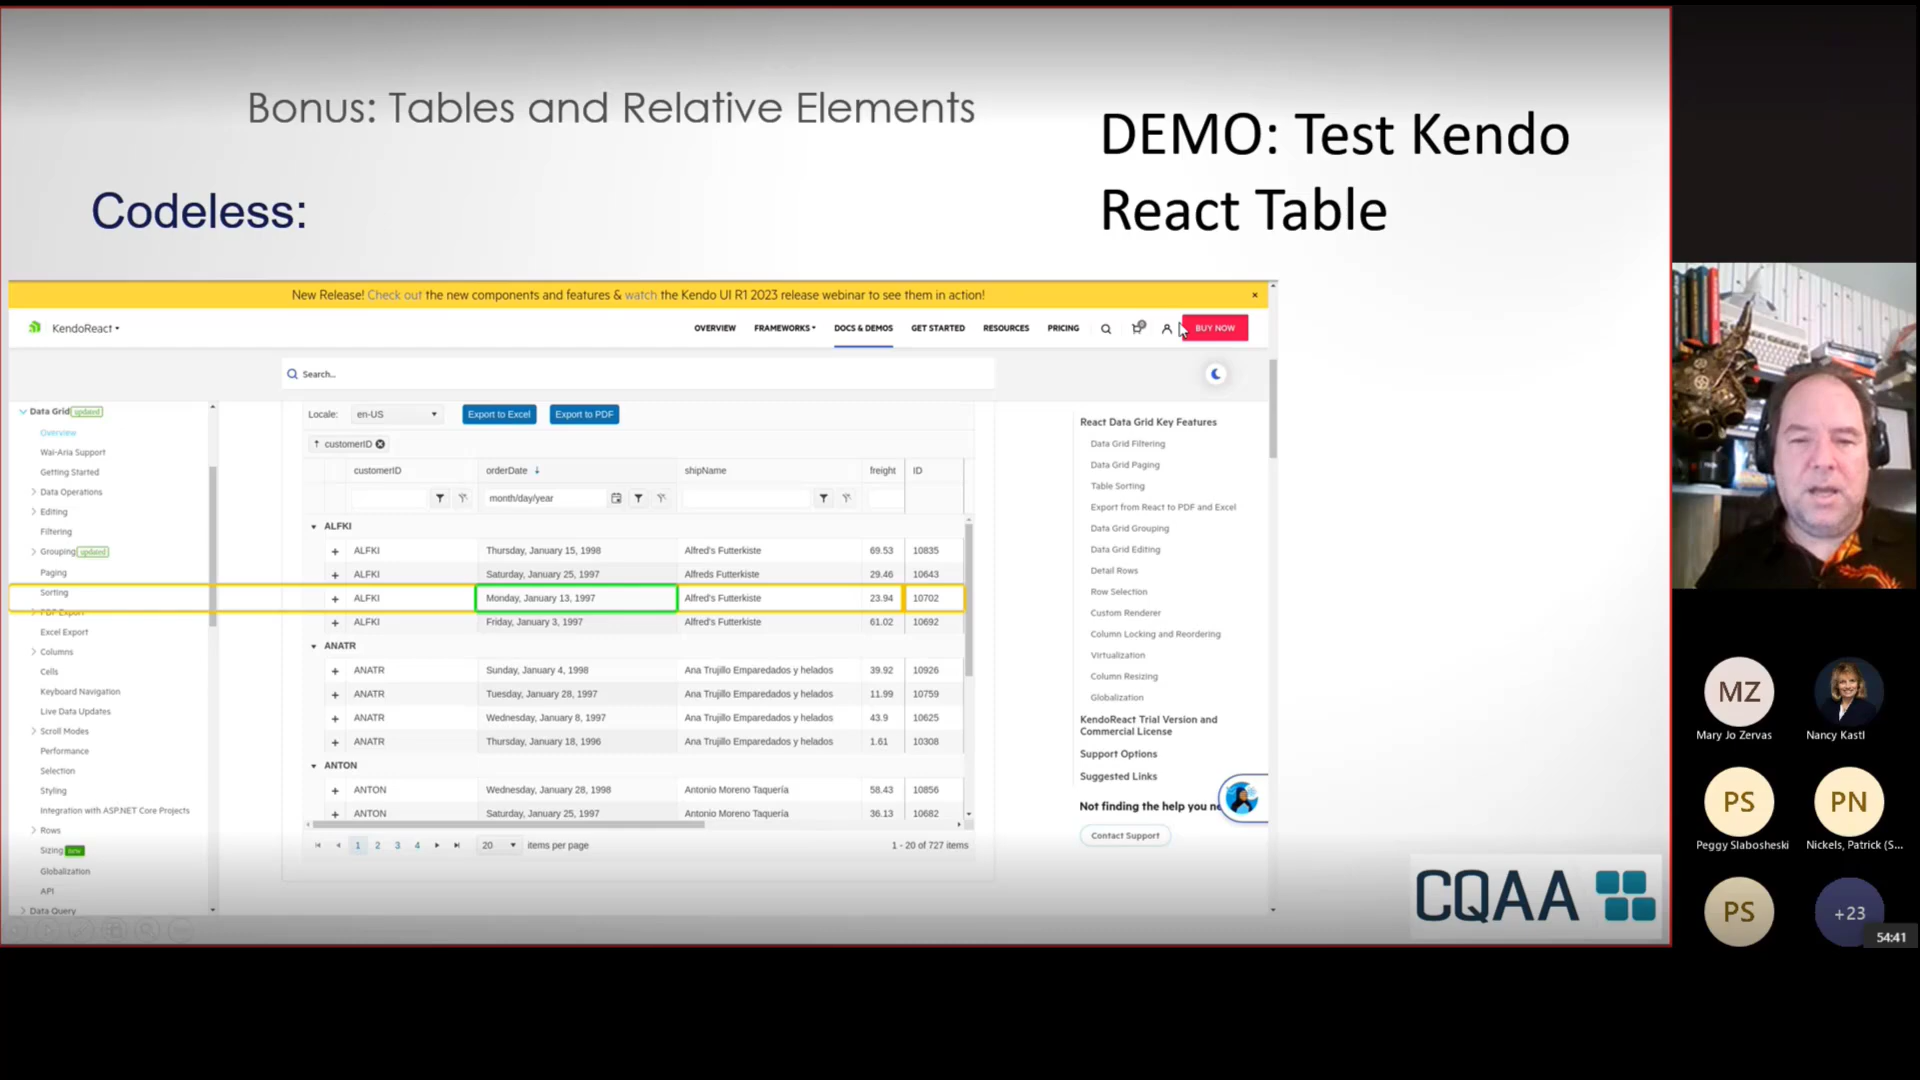 Bonus: Tables and Relative Elements
DEMO: Test Kendo
React Table
Codeless:
New Release! Check out the new components and features & watch the Kendo UI R1 2023 release webinar to see them in action!
KendoReact
OVERVIEW FRAMEWORKS DOCS & DEMOS GET STARTED RESOURCES PRICING BUY NOW
Search...
Data Grid updated
Overview
Wai-Aria Support
Getting Started
Data Operations
Editing
Filtering
Grouping updated
Paging
Sorting
PDF Export
Excel Export
Columns
Cells
Keyboard Navigation
Live Data Updates
Scroll Modes
Performance
Selection
Styling
Integration with ASP.NET Core Projects
Rows
Sizing new
Globalization
API
Data Query
Locale: en-US Export to Excel Export to PDF
customerID
customerID orderDate shipName freight ID
month/day/year
ALFKI
ALFKI Thursday, January 15, 1998 Alfred's Futterkiste 69.53 10835
ALFKI Saturday, January 25, 1997 Alfreds Futterkiste 29.46 10643
ALFKI Monday, January 13, 1997 Alfred's Futterkiste 23.94 10702
ALFKI Friday, January 3, 1997 Alfred's Futterkiste 61.02 10692
ANATR
ANATR Sunday, January 4, 1998 Ana Trujillo Emparedados y helados 39.92 10926
ANATR Tuesday, January 28, 1997 Ana Trujillo Emparedados y helados 11.99 10759
ANATR Wednesday, January 8, 1997 Ana Trujillo Emparedados y helados 43.9 10625
ANATR Thursday, January 18, 1996 Ana Trujillo Emparedados y helados 1.61 10308
ANTON
ANTON Wednesday, January 28, 1998 Antonio Moreno Taquería 58.43 10856
ANTON Saturday, January 25, 1997 Antonio Moreno Taquería 36.13 10682
1 2 3 4 20 items per page 1 - 20 of 727 items
React Data Grid Key Features
Data Grid Filtering
Data Grid Paging
Table Sorting
Export from React to PDF and Excel
Data Grid Grouping
Data Grid Editing
Detail Rows
Row Selection
Custom Renderer
Column Locking and Reordering
Virtualization
Column Resizing
Globalization
KendoReact Trial Version and
Commercial License
Support Options
Suggested Links
Not finding the help you ne
Contact Support
CQAA
MZ
Mary Jo Zervas Nancy Kastl
PS PN
Peggy Slabosheski Nickels, Patrick (S...
PS +23
54:41